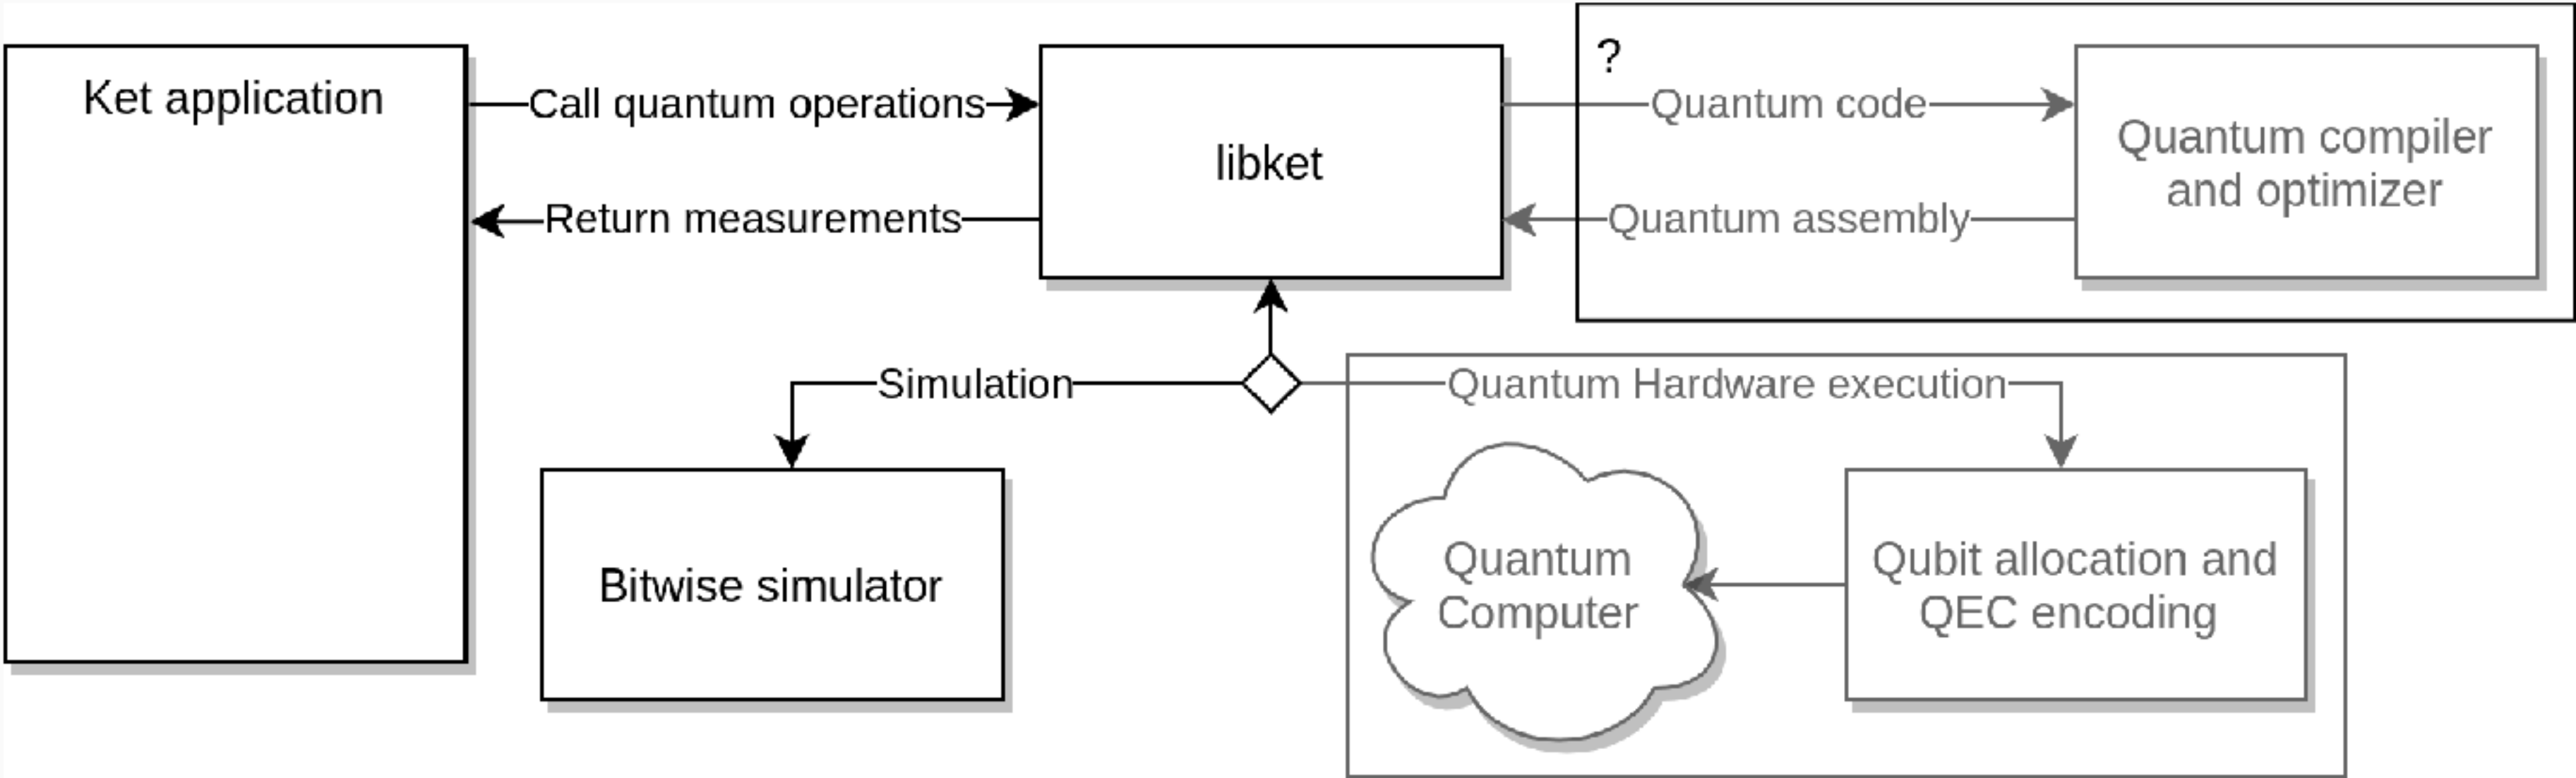 Ket application
Call quantum operations
Return measurements
libket
?
Quantum code
Quantum assembly
Quantum compiler
and optimizer
Simulation
Quantum Hardware execution
Bitwise simulator
Quantum
Computer
Qubit allocation and
QEC encoding